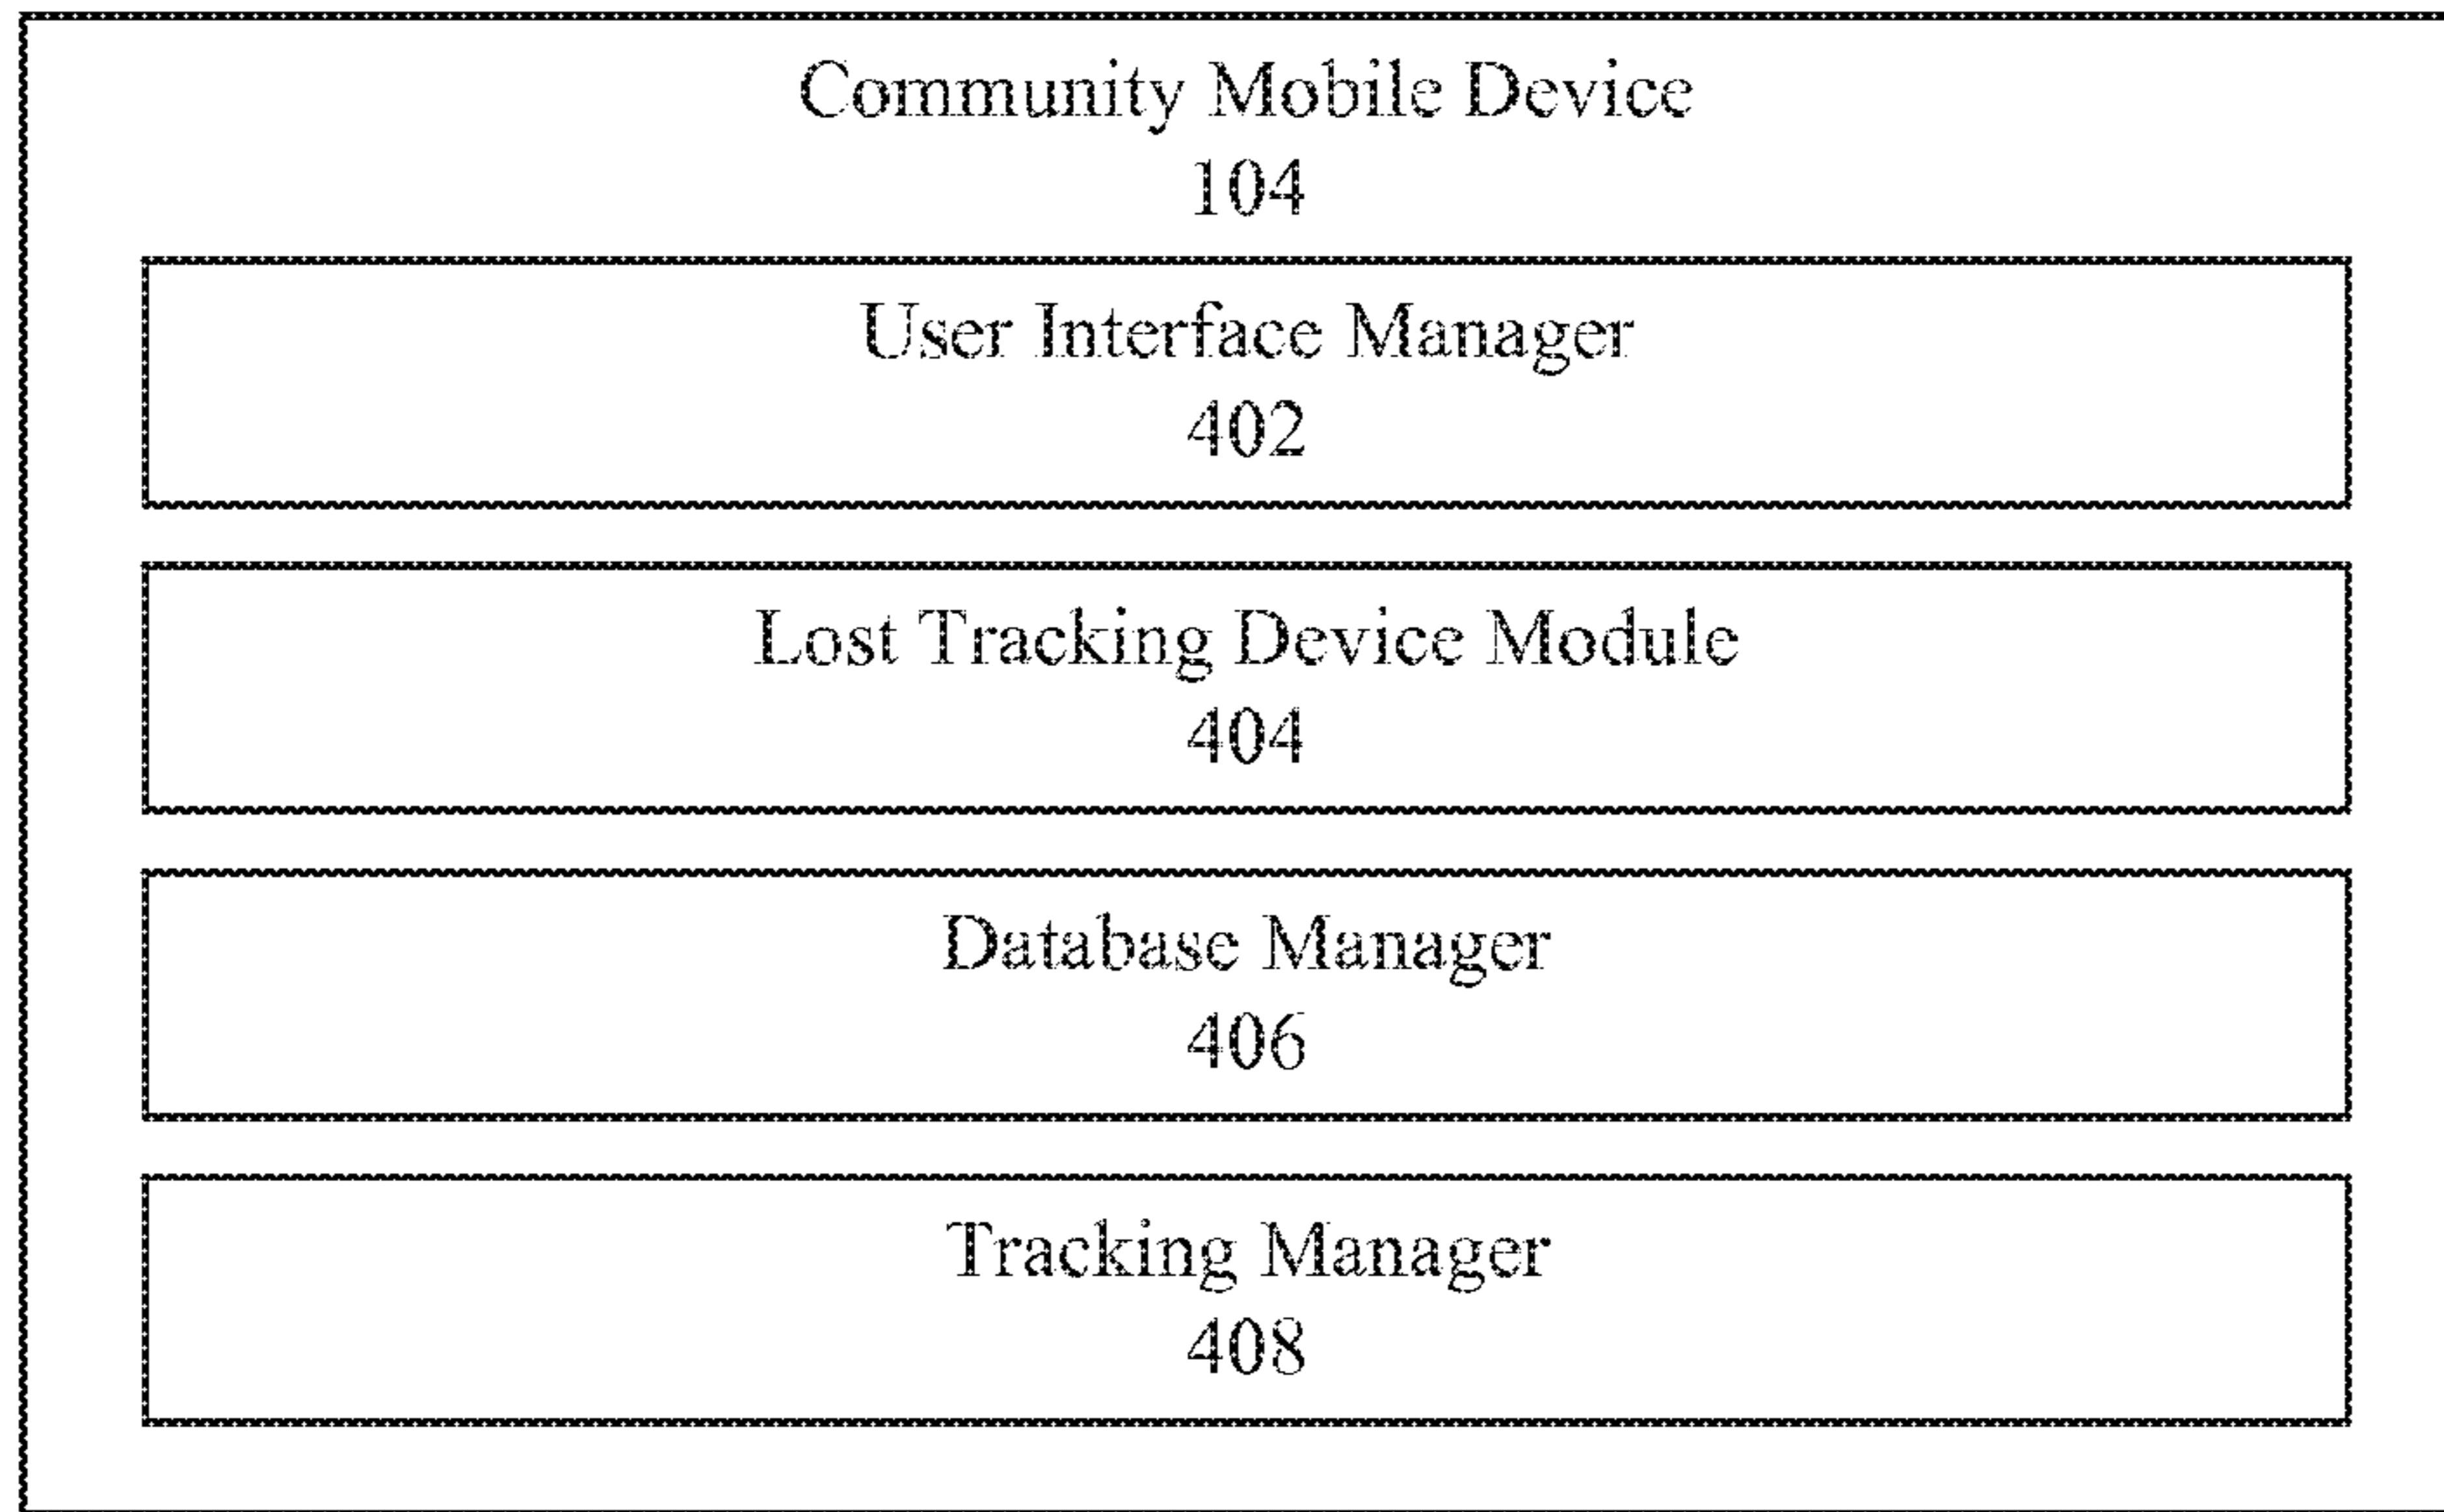 Community Mobile Device
104
User Interface Manager
402
Lost Tracking Device Module
404
Database Manager
406
Tracking Manager
408